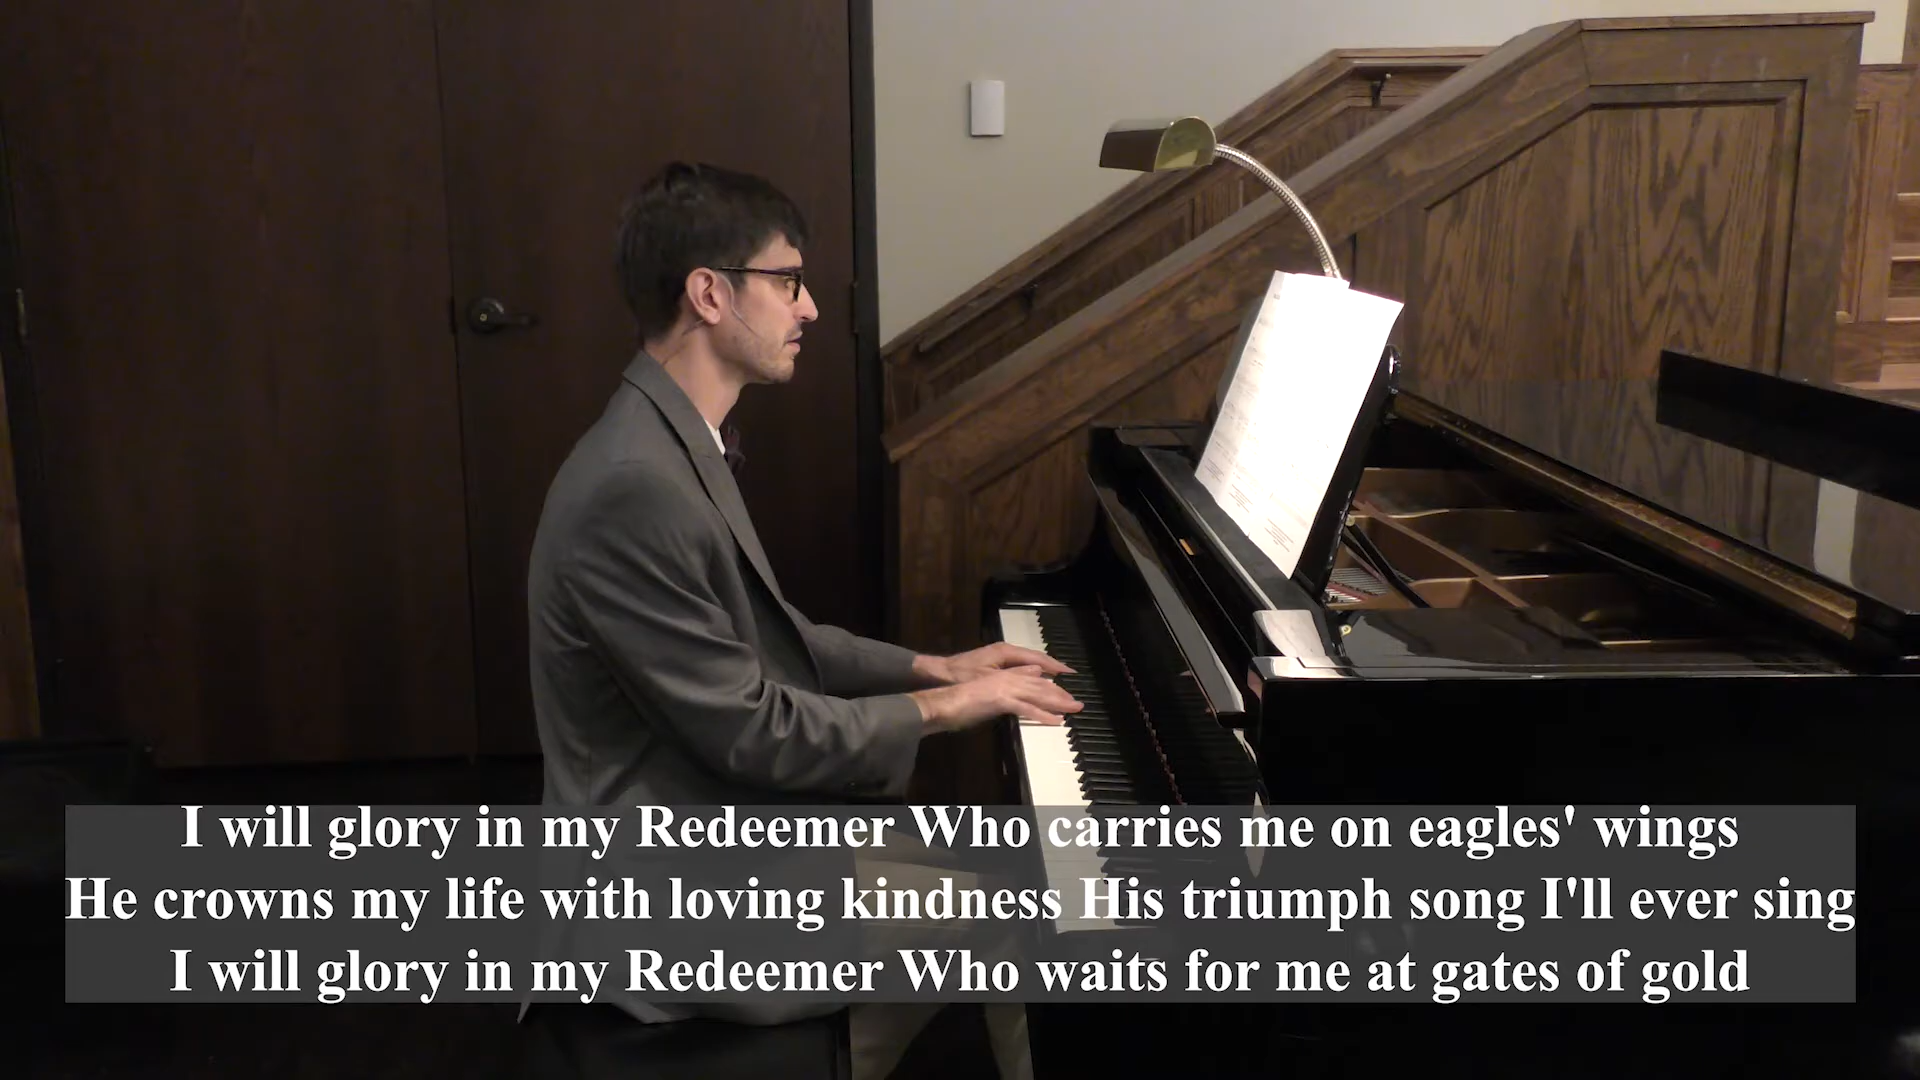 I will glory in my Redeemer Who carries me on eagles' wings
He crowns my life with loving kindness His triumph song I'll ever sing
I will glory in my Redeemer Who waits for me at gates of gold